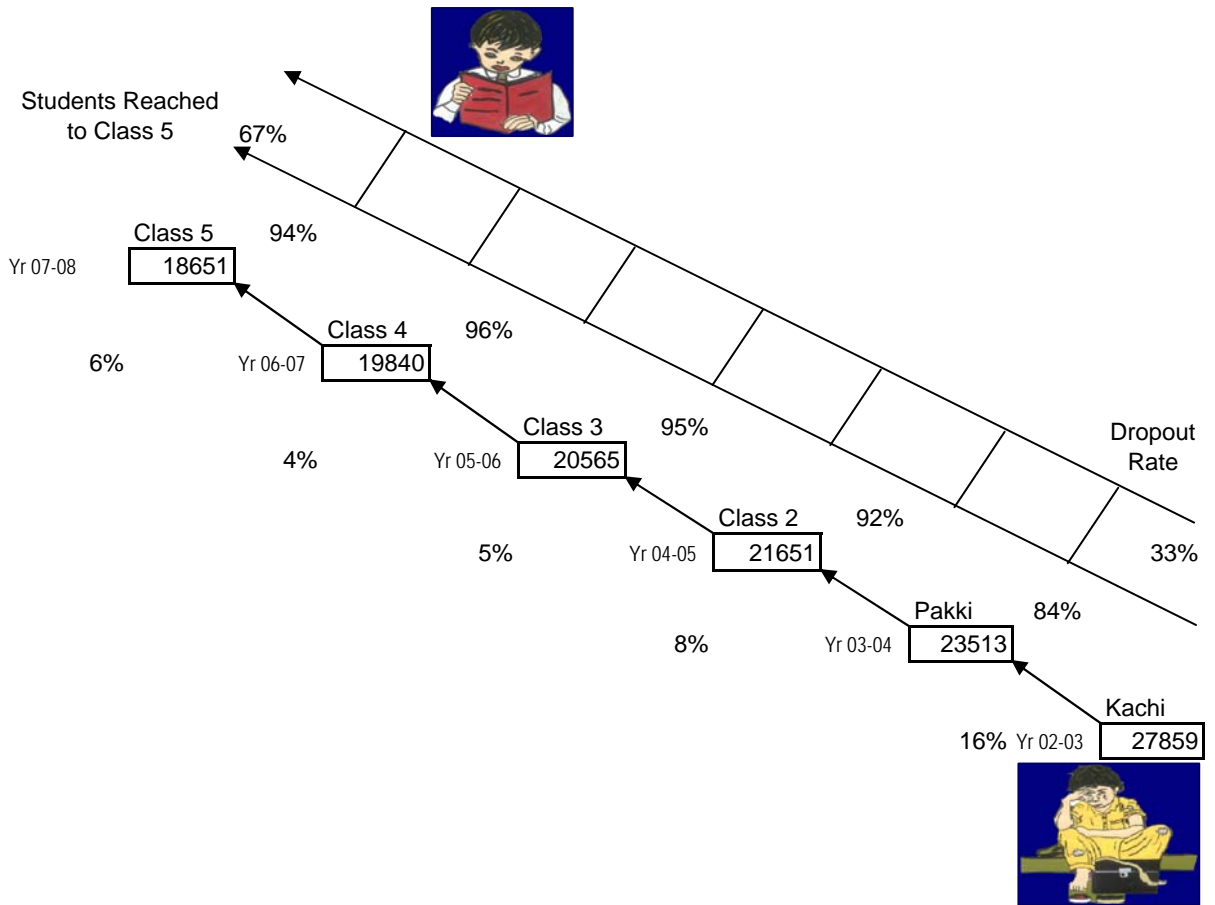 Students Reached
to Class 5
67%
Class 5
94%
Yr 07-08
18651
Class 4
96%
6%
Yr 06-07
19840
Class 3
95%
4%
Yr 05-06
20565
Dropout
Rate
Class 2
92%
5%
Yr 04-05
21651
33%
Pakki
84%
8%
Yr 03-04
23513
Kachi
16%
Yr 02-03
27859